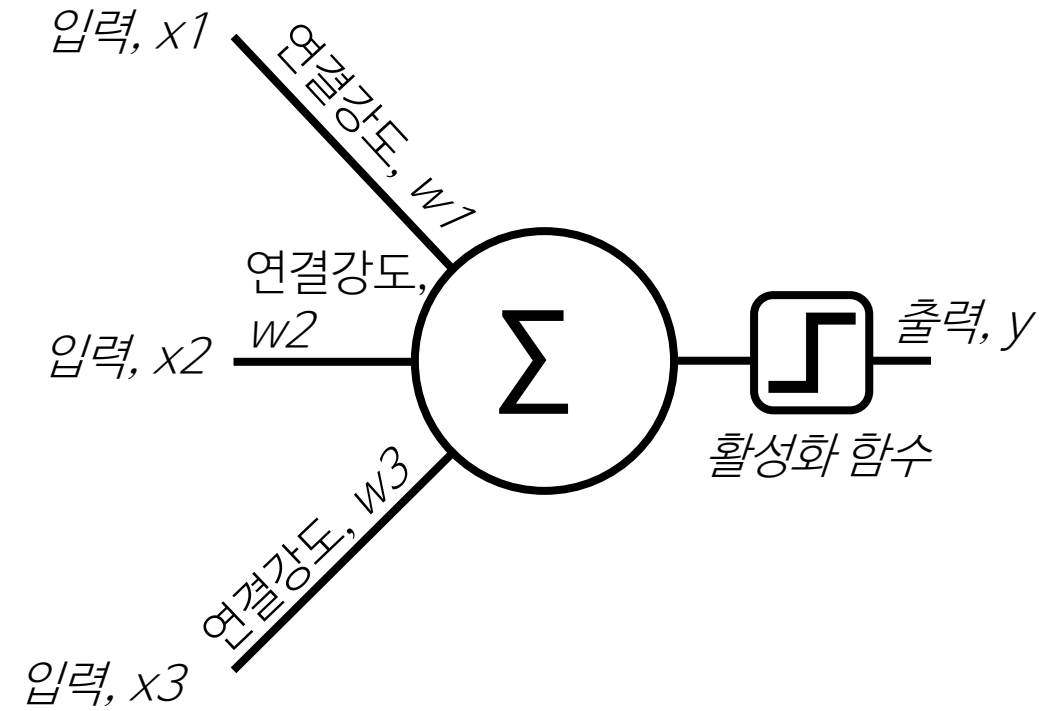 입력, x1
연결강도, w1
연결강도,
w2
입력, x2
Σ
출력, y
활성화 함수
연결강도, w3
입력, x3